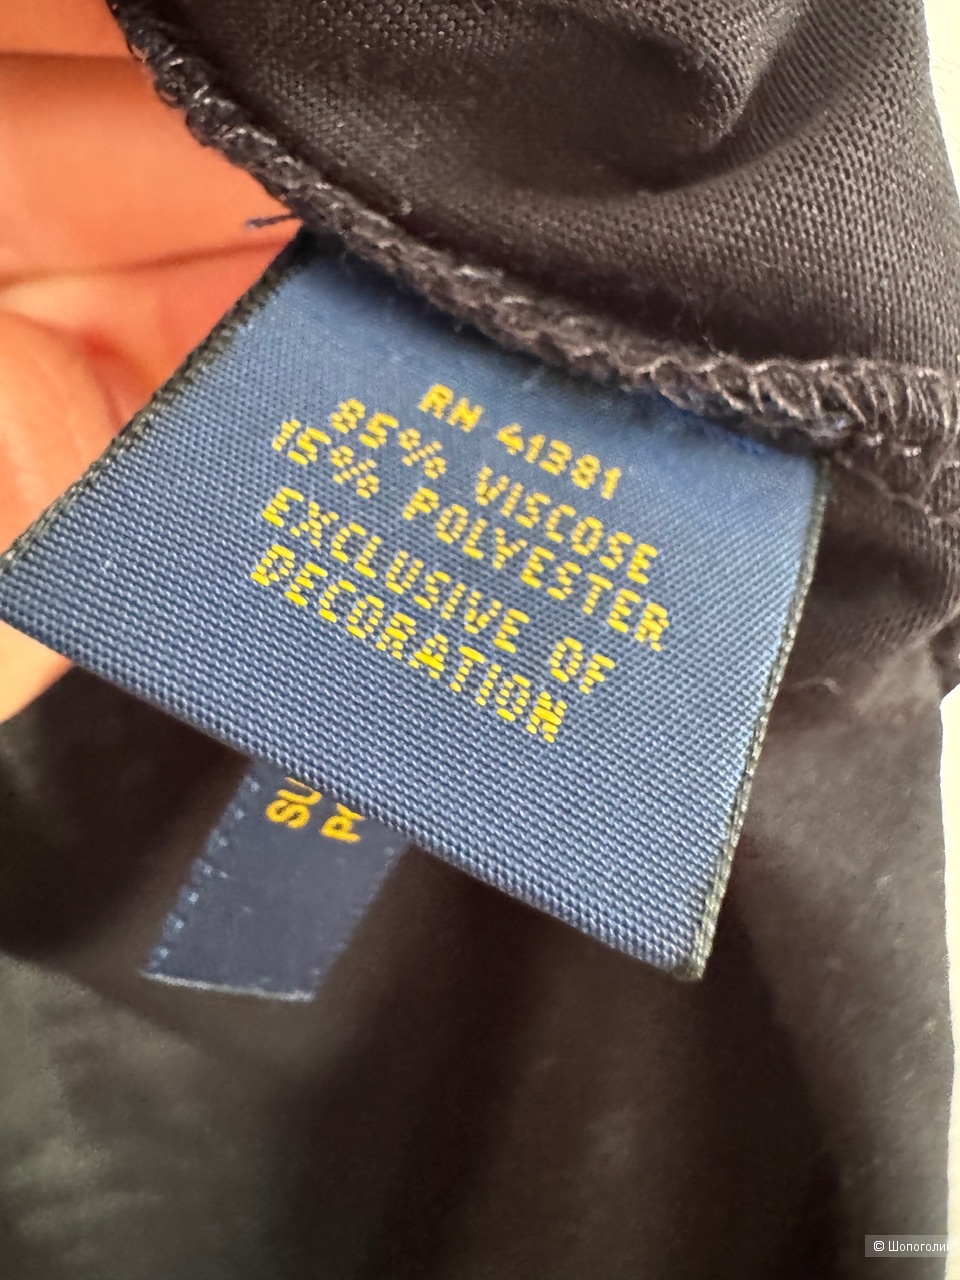 RN 41381
85% VISCOSE
15% POLYESTER
EXCLUSIVE OF
DECORATION
© Шопоголик